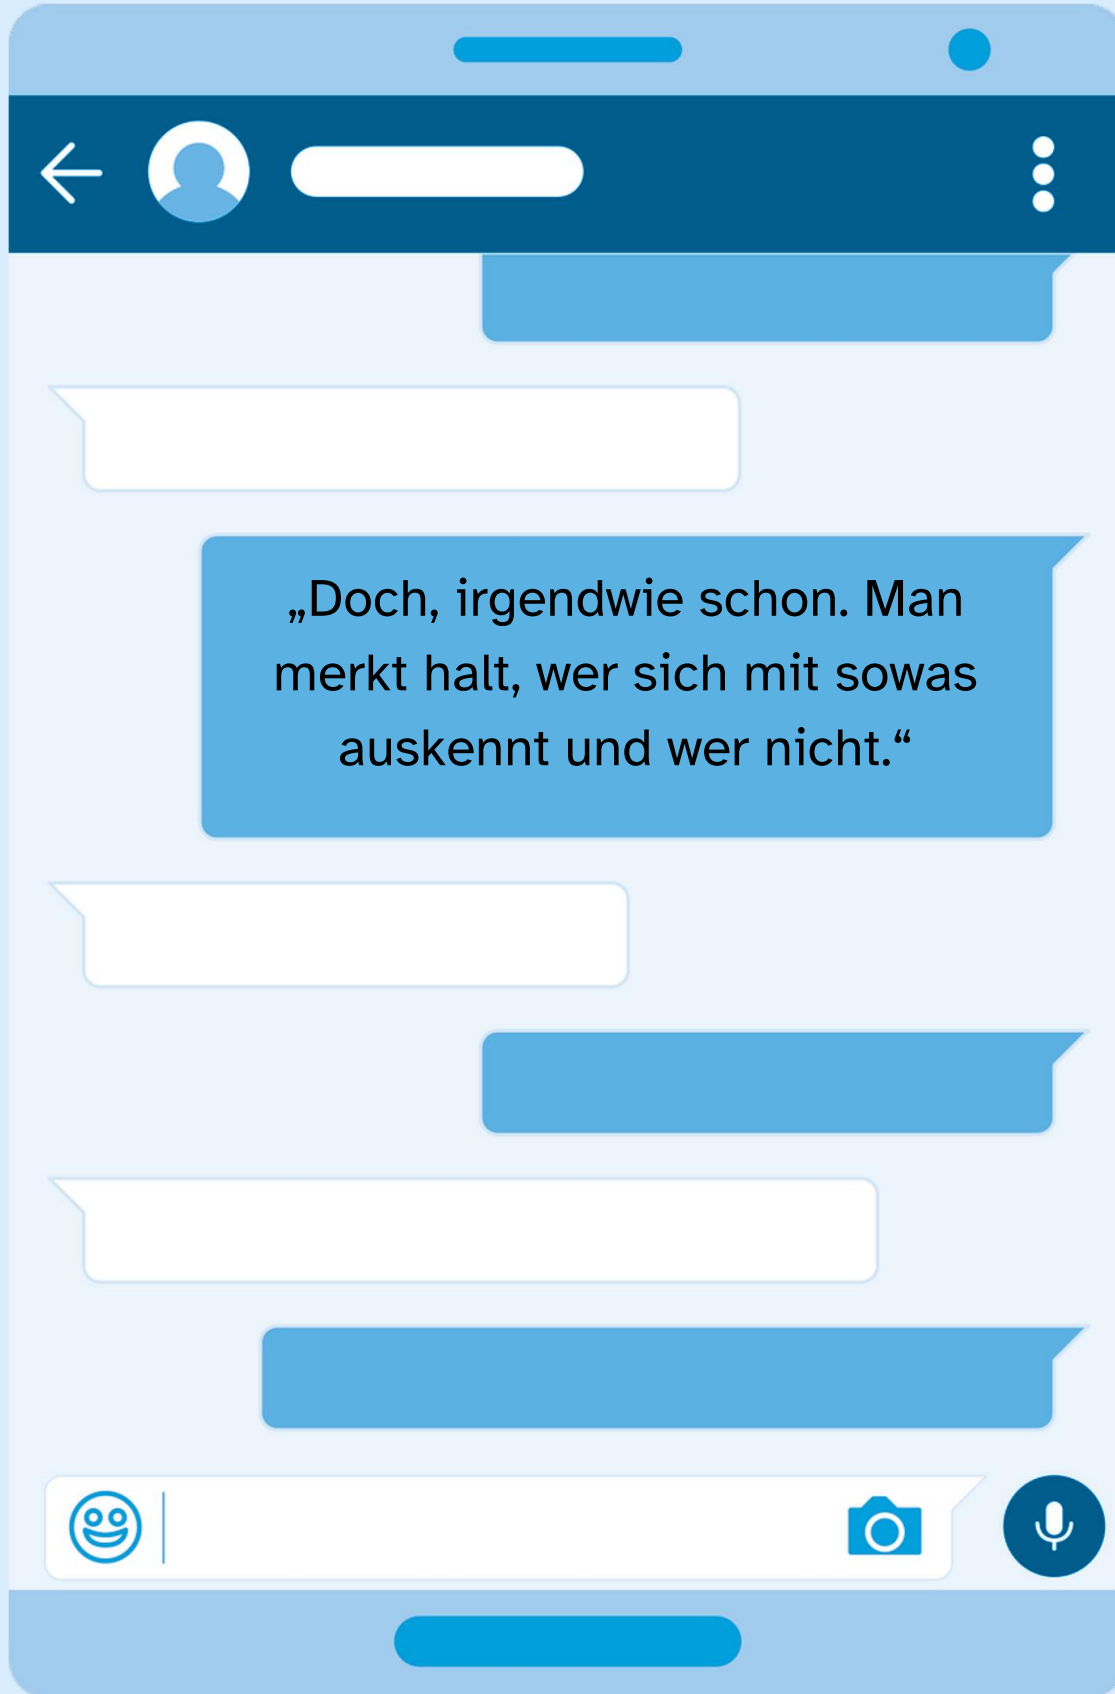 „Doch, irgendwie schon. Man
merkt halt, wer sich mit sowas
auskennt und wer nicht.“